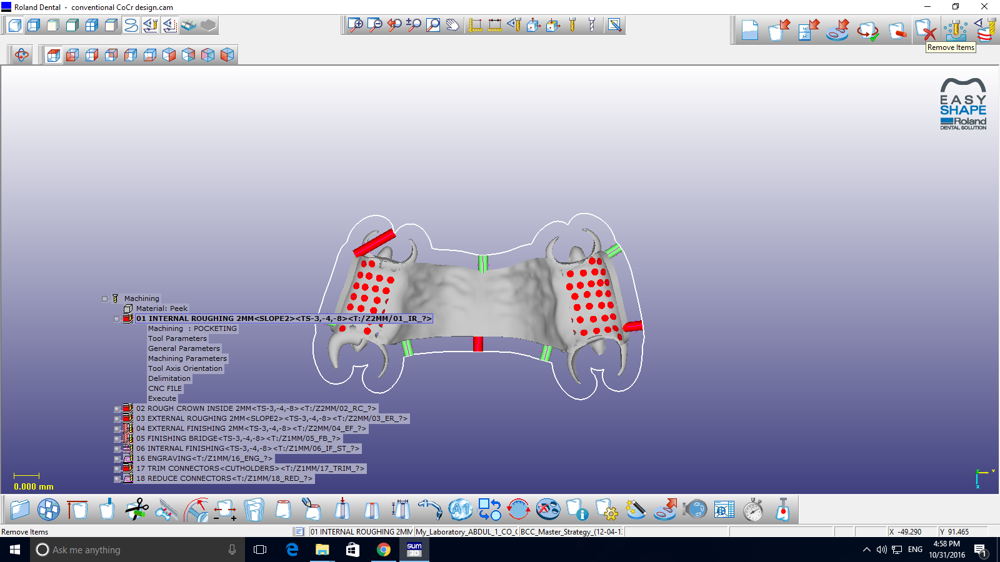 Roland Dental - conventional CoCr design.cam
Remove Items
EASY
SHAPE
Roland
DENTAL SOLUTION
Machining
Material: Peek
01 INTERNAL ROUGHING 2MM<SLOPE2><TS-3,-4,-8><T:/Z2MM/01_IR_?>
Machining : POCKETING
Tool Parameters
General Parameters
Machining Parameters
Tool Axis Orientation
Delimitation
CNC FILE
Execute
02 ROUGH CROWN INSIDE 2MM<TS-3,-4,-8><T:/Z2MM/02_RC_?>
03 EXTERNAL ROUGHING 2MM<SLOPE2><TS-3,-4,-8><T:/Z2MM/03_ER_?>
04 EXTERNAL FINISHING 2MM<TS-3,-4,-8><T:/Z2MM/04_EF_?>
05 FINISHING BRIDGE<TS-3,-4,-8><T:/Z1MM/05_FB_?>
06 INTERNAL FINISHING<TS-3,-4,-8><T:/Z1MM/06_IF_ST_?>
16 ENGRAVING<T:/Z1MM/16_ENG_?>
17 TRIM CONNECTORS<CUTHOLDERS><T:/Z1MM/17_TRIM_?>
18 REDUCE CONNECTORS<T:/Z1MM/18_RED_?>
0.000 mm
Z
Y
X
A1
Remove Items
01 INTERNAL ROUGHING 2MM
My_Laboratory_ABDUL_1_CO_C
BCC_Master_Strategy_(12-04-1
X -49.290
Y 91.465
Ask me anything
SUM
3D
ENG
4:58 PM
10/31/2016
1